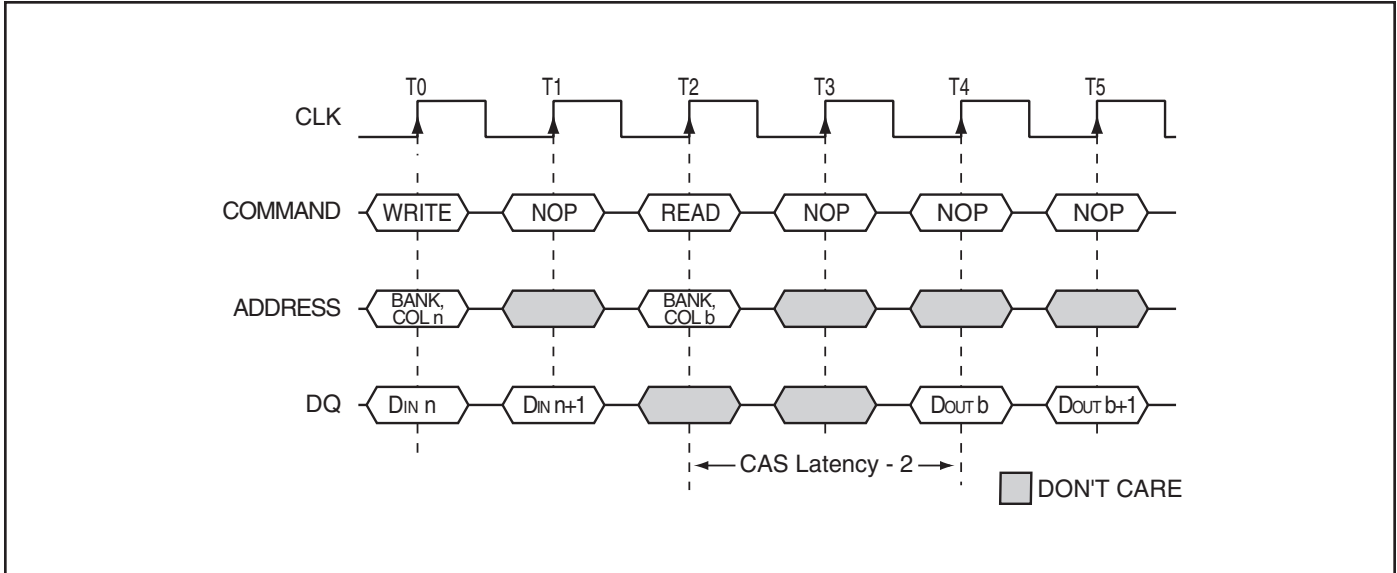 T0 T1 T2 T3 T4 T5
CLK
COMMAND WRITE NOP READ NOP NOP NOP
ADDRESS BANK, COL n BANK, COL b
DQ DIN n DIN n+1 DOUT b DOUT b+1
CAS Latency - 2
DON'T CARE